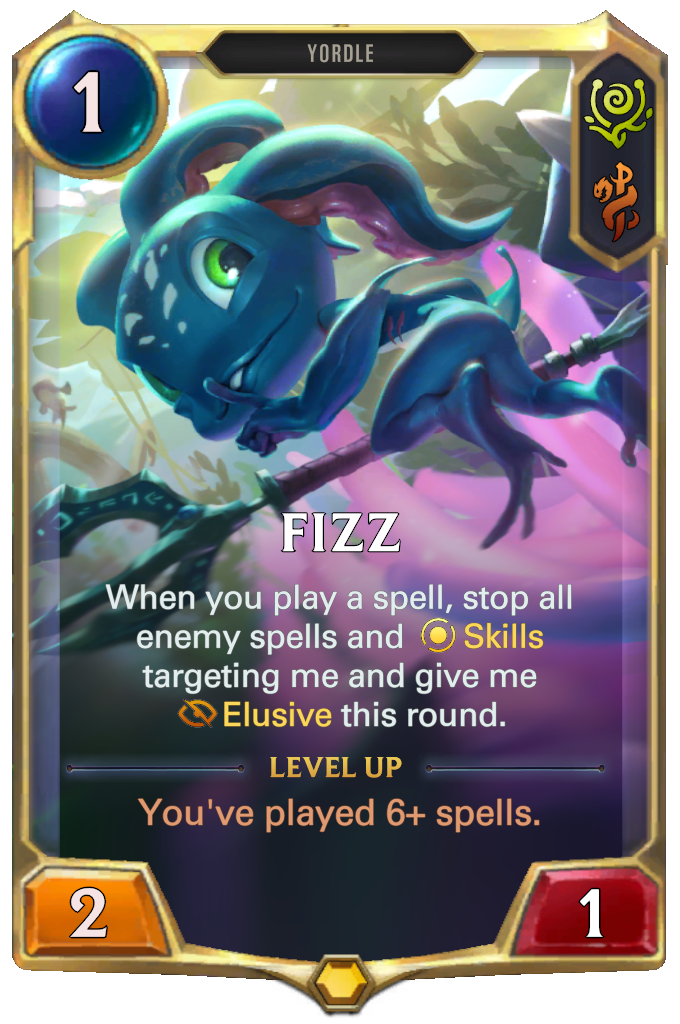 YORDLE
1
FIZZ
When you play a spell, stop all
enemy spells and Skills
targeting me and give me
Elusive this round.
LEVEL UP
You've played 6+ spells.
2
1